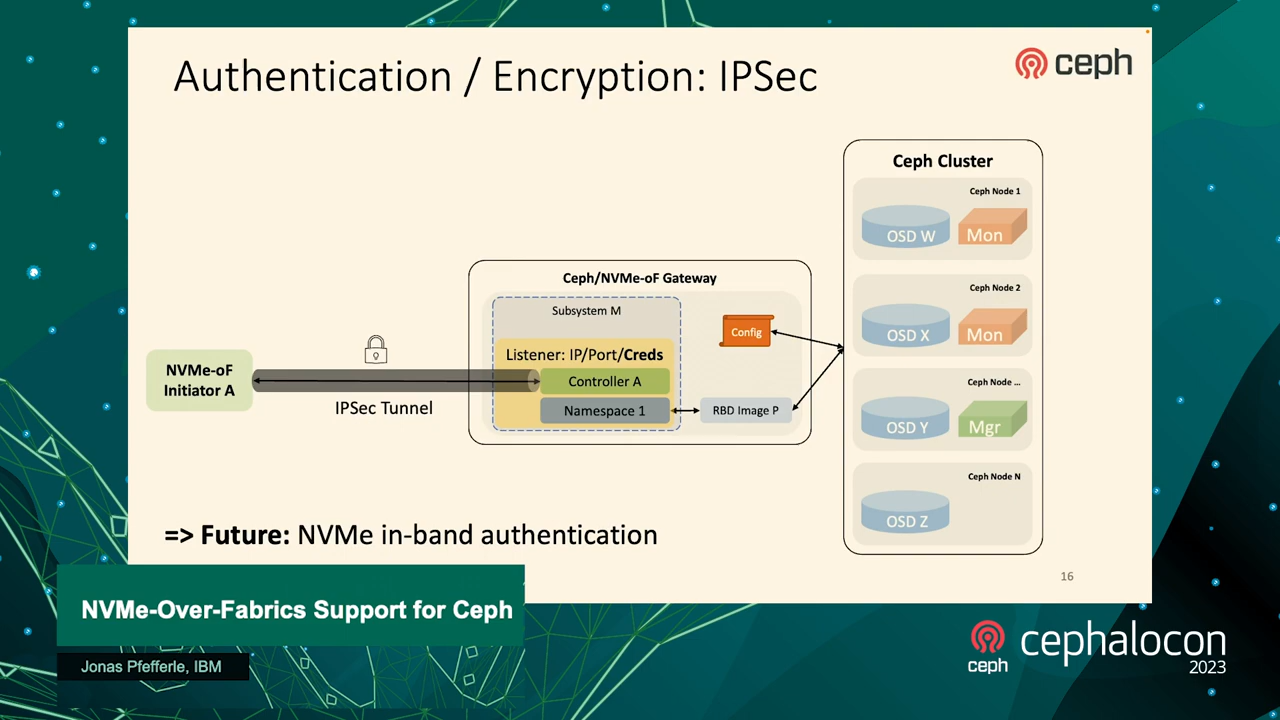 Authentication / Encryption: IPSec
ceph
Ceph Cluster
Ceph Node 1
OSD W
Mon
Ceph Node 2
OSD X
Mon
Ceph Node ...
OSD Y
Mgr
Ceph Node N
OSD Z
Ceph/NVMe-oF Gateway
Subsystem M
Config
Listener: IP/Port/Creds
Controller A
Namespace 1
RBD Image P
NVMe-oF
Initiator A
IPSec Tunnel
=> Future: NVMe in-band authentication
16
NVMe-Over-Fabrics Support for Ceph
Jonas Pfefferle, IBM
ceph
cephalocon
2023